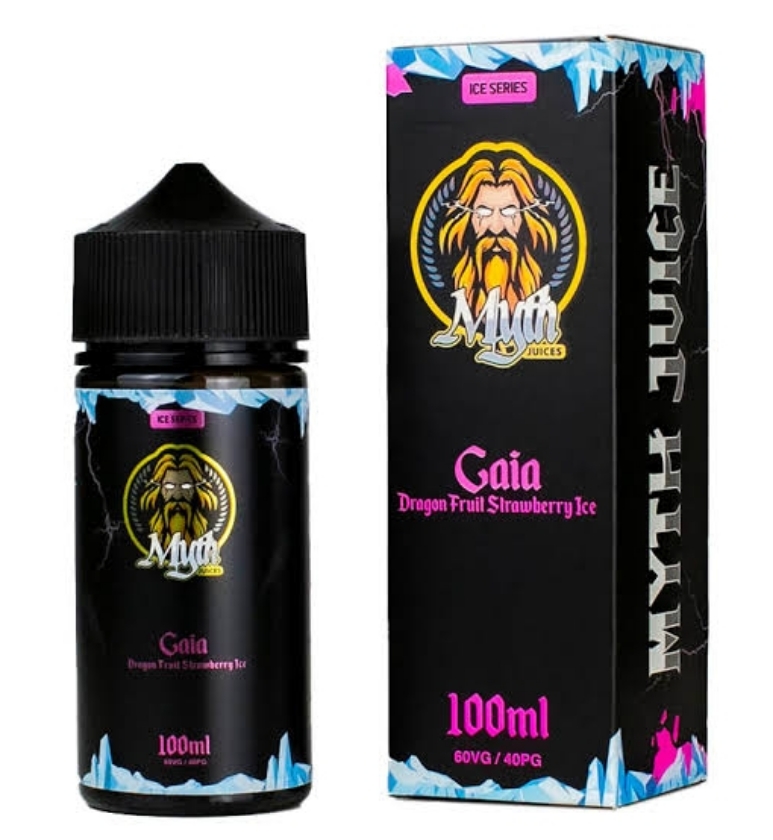 ICE SERIES
Myth
JUICES
Gaia
Dragon Fruit Strawberry Ice
100ml
60VG / 40PG
ICE SERIES
Myth
JUICES
Gaia
Dragon Fruit Strawberry Ice
100ml
60VG / 40PG
MYTH JUICE